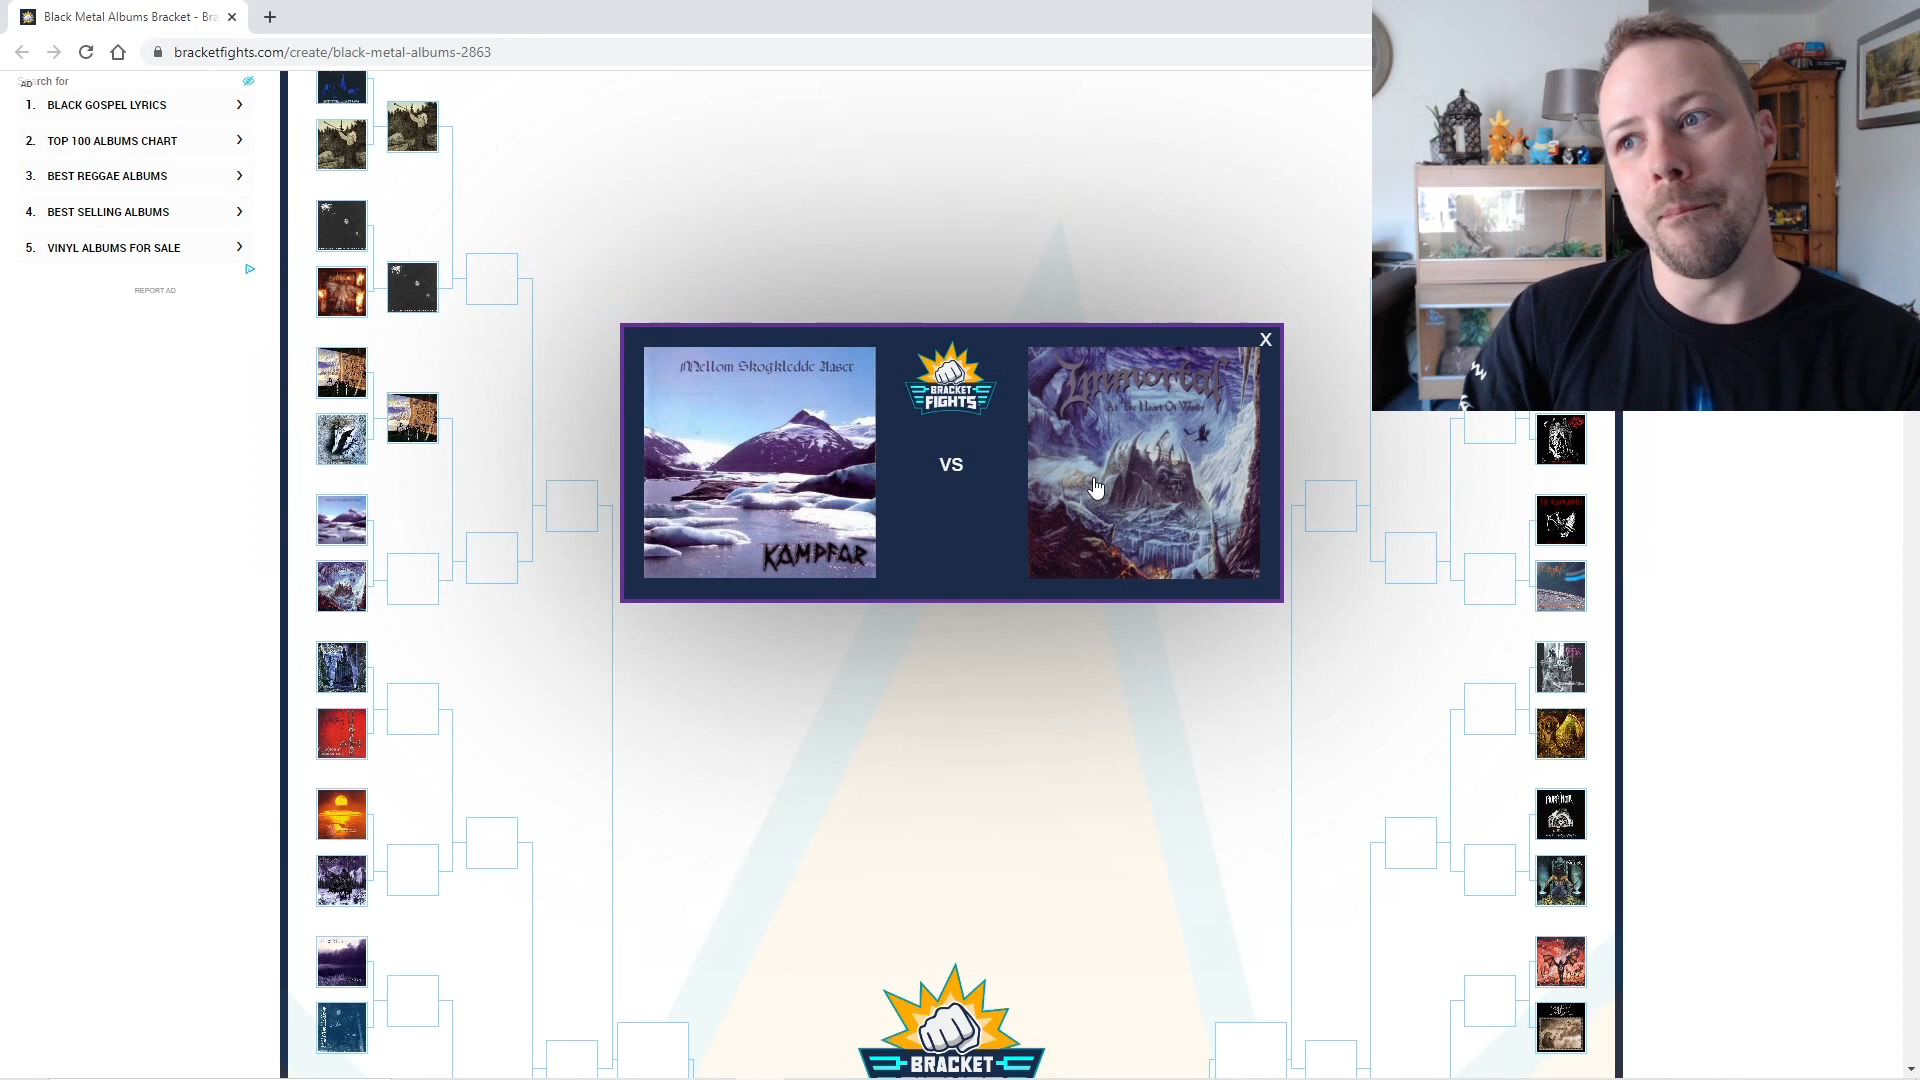 Black Metal Albums Bracket - Bra
bracketfights.com/create/black-metal-albums-2863
Search for
AD
1. BLACK GOSPEL LYRICS
2. TOP 100 ALBUMS CHART
3. BEST REGGAE ALBUMS
4. BEST SELLING ALBUMS
5. VINYL ALBUMS FOR SALE
REPORT AD
X
Mellom Skogkledde Aaser
KAMPFAR
BRACKET
FIGHTS
VS
Immortal
At The Heart Of Winter
BRACKET